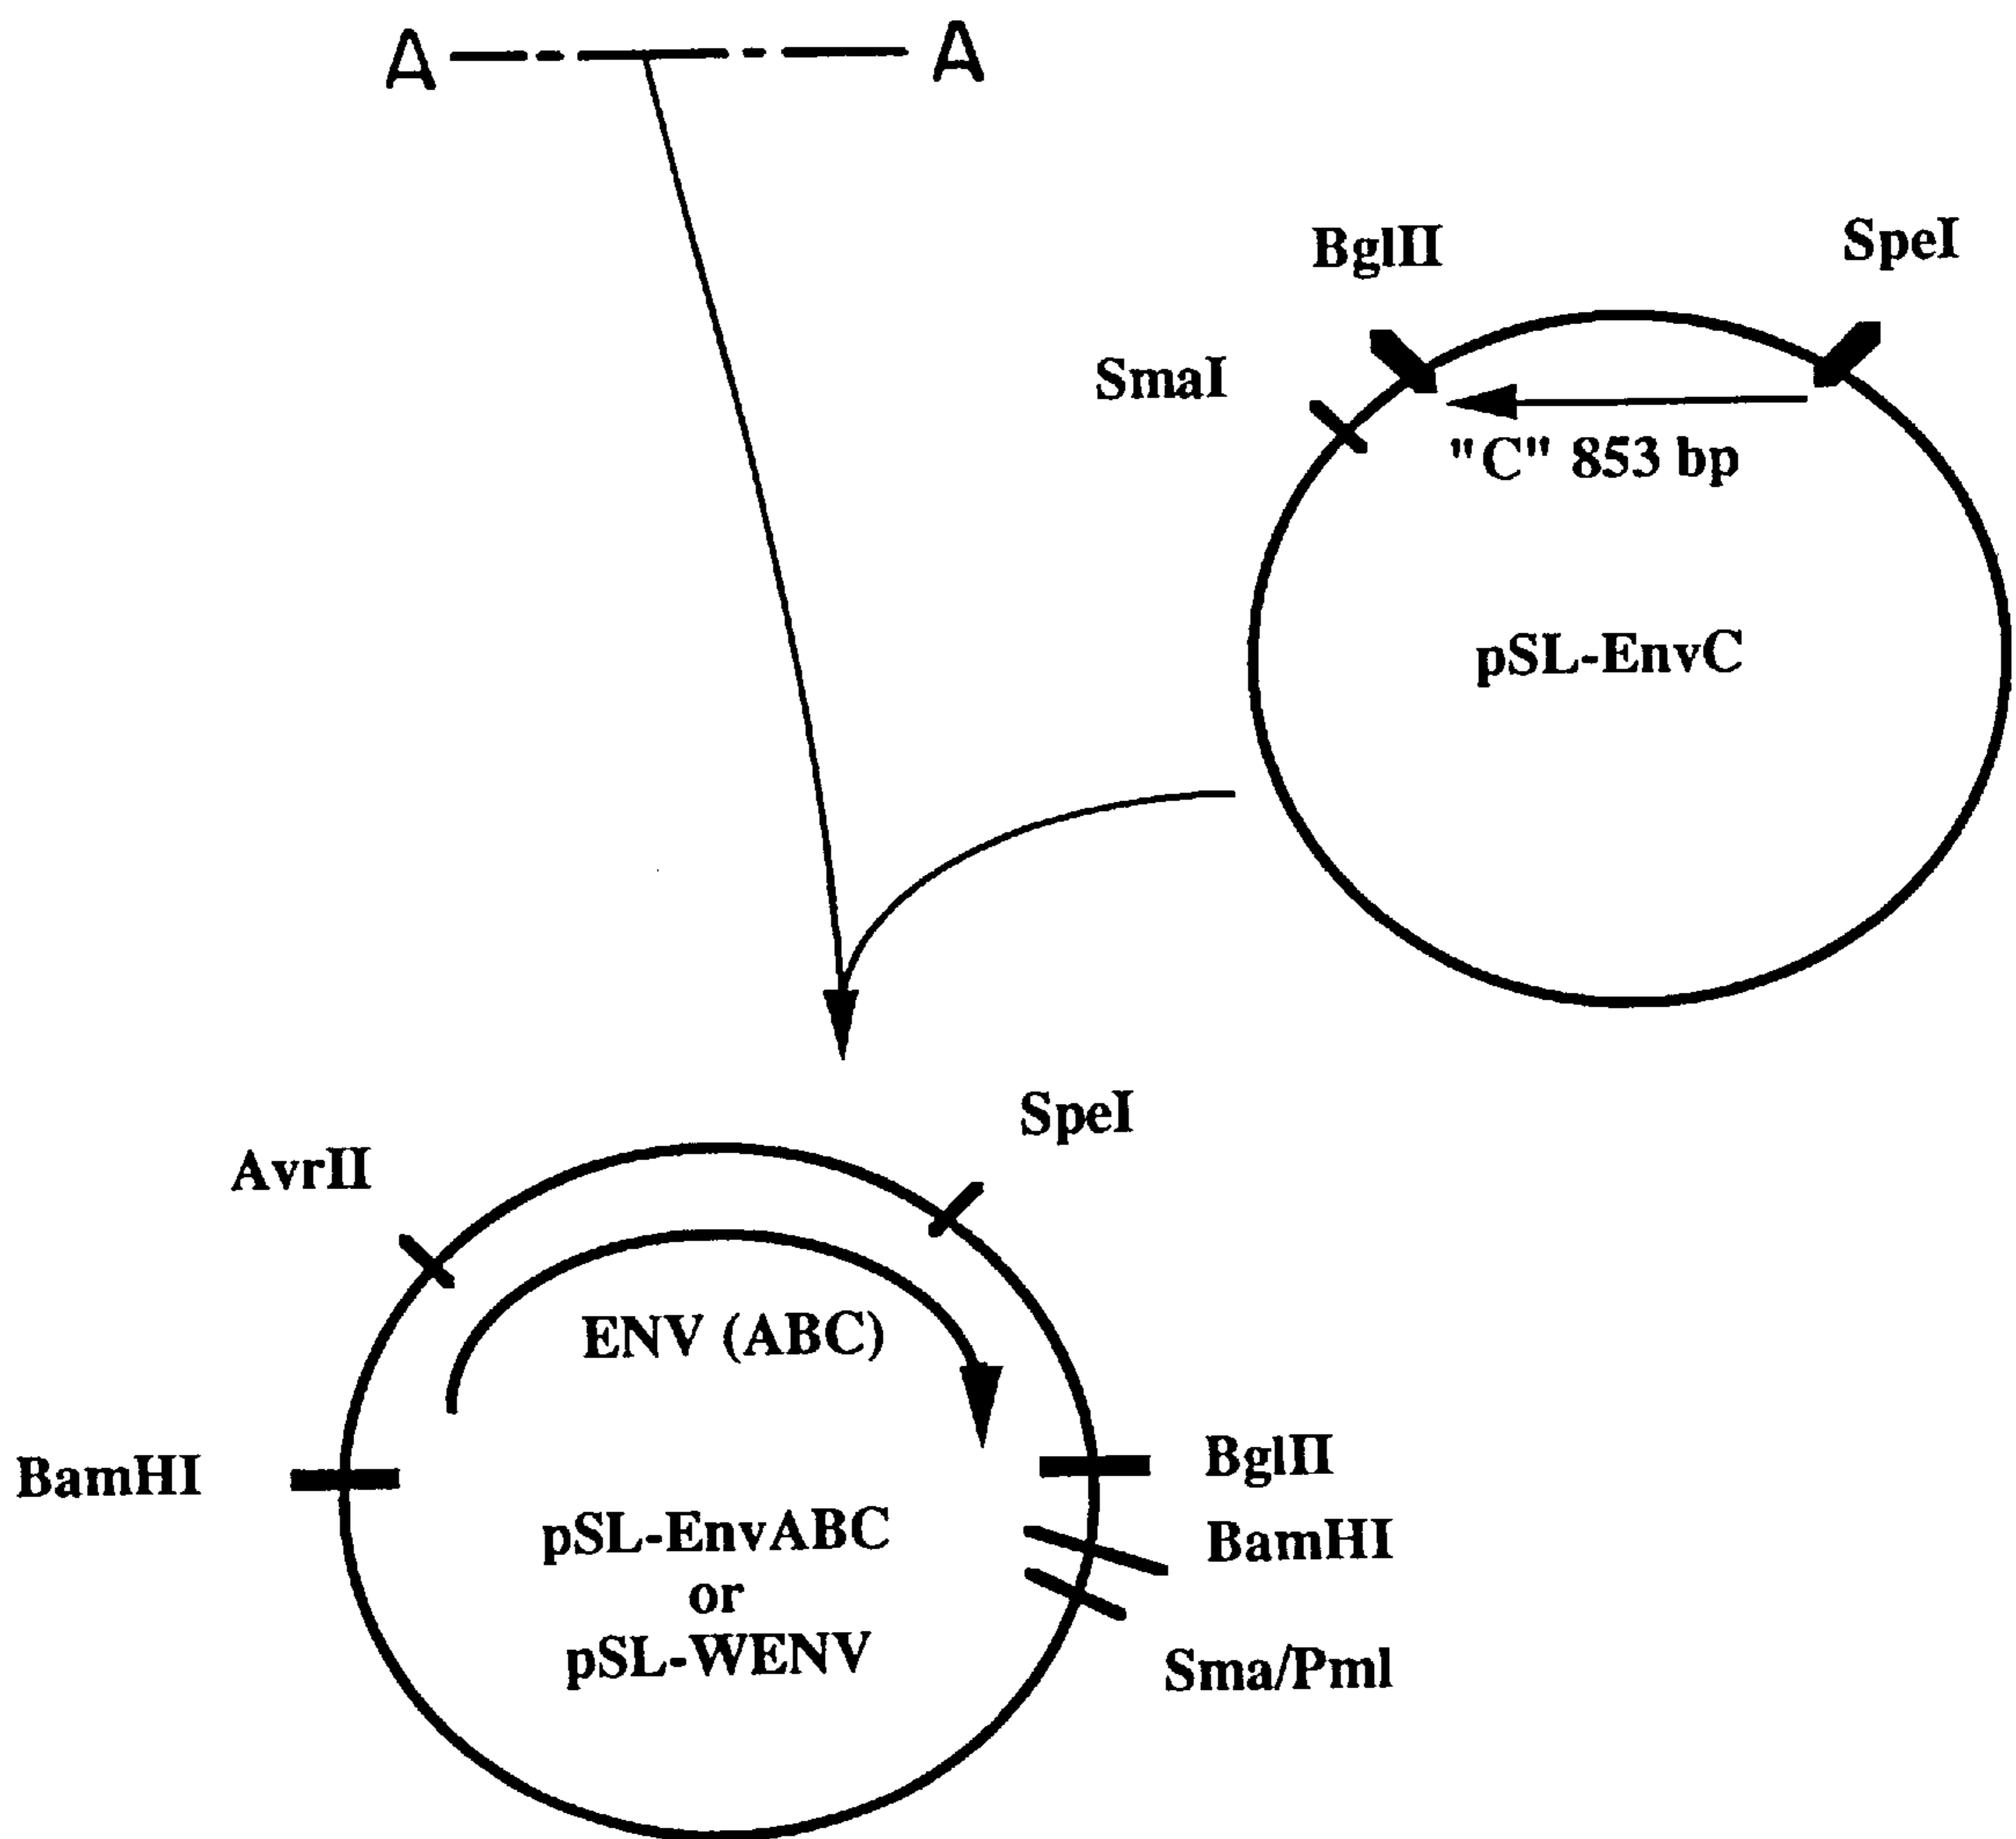 A A
BglII
SpeI
SmaI
"C" 853 bp
pSL-EnvC
SpeI
AvrII
ENV (ABC)
BamHI
BglII
pSL-EnvABC
BamHI
or
pSL-WENV
Sma/Pml